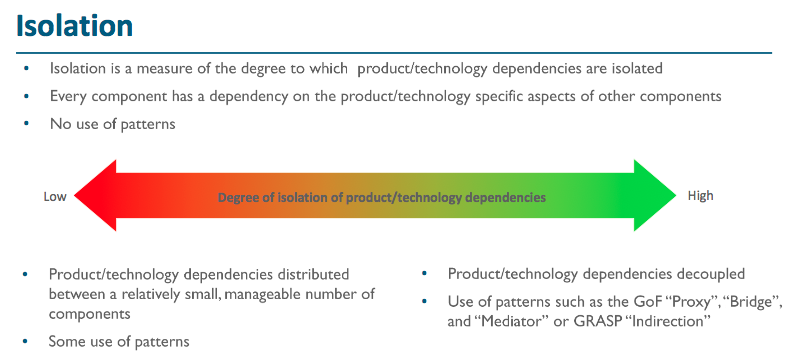 Isolation
• Isolation is a measure of the degree to which product/technology dependencies are isolated
• Every component has a dependency on the product/technology specific aspects of other components
• No use of patterns
Low
Degree of isolation of product/technology dependencies
High
• Product/technology dependencies distributed
between a relatively small, manageable number of
components
• Some use of patterns
• Product/technology dependencies decoupled
• Use of patterns such as the GoF “Proxy”, “Bridge”,
and “Mediator” or GRASP “Indirection”